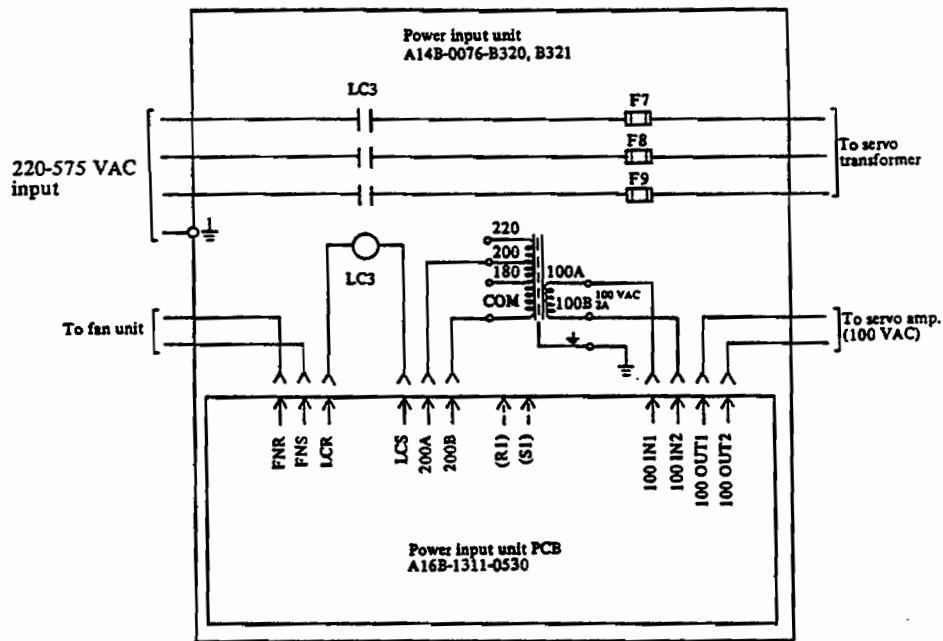 Power input unit
A14B-0076-B320, B321
LC3
F7
F8
F9
To servo
transformer
220-575 VAC
input
1
LC3
220
200
180
COM
100A
100B
100 VAC
2A
To fan unit
To servo amp.
(100 VAC)
FNR
FNS
LCR
LCS
200A
200B
(R1)
(S1)
100 IN1
100 IN2
100 OUT1
100 OUT2
Power input unit PCB
A16B-1311-0530